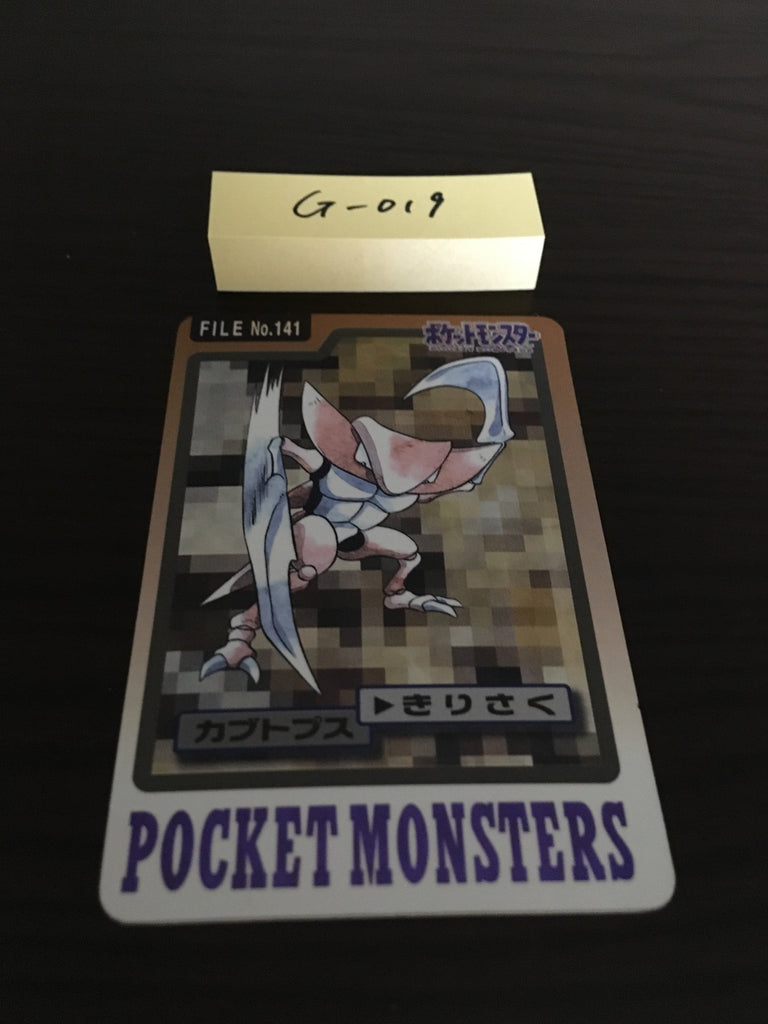 G-019
FILE No.141
ポケットモンスター
▶きりさく
カブトプス
POCKET MONSTERS